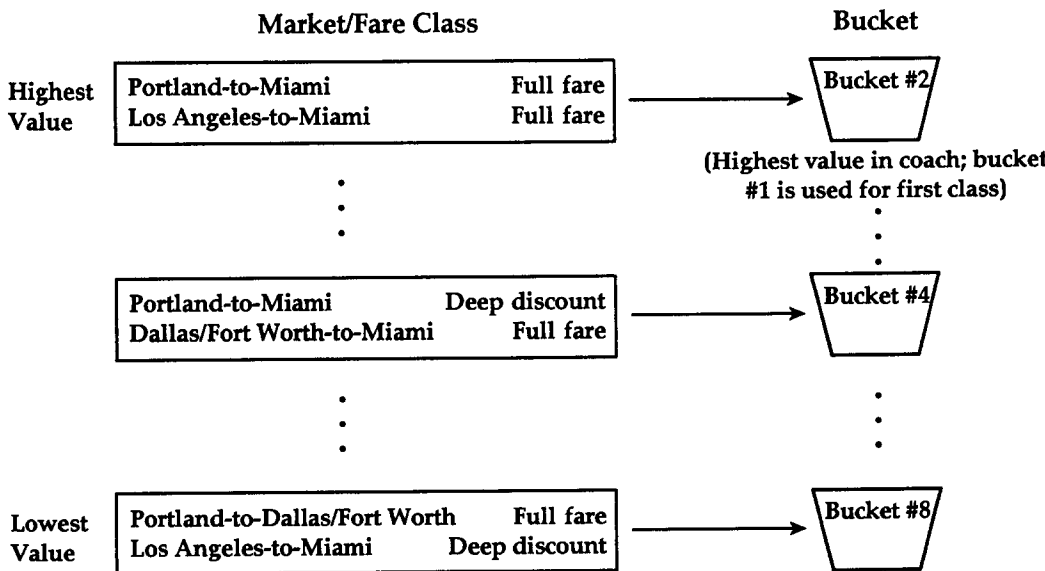 Market/Fare Class Bucket
Highest Value
Portland-to-Miami Full fare
Los Angeles-to-Miami Full fare
Bucket #2
(Highest value in coach; bucket
#1 is used for first class)
Portland-to-Miami Deep discount
Dallas/Fort Worth-to-Miami Full fare
Bucket #4
Lowest Value
Portland-to-Dallas/Fort Worth Full fare
Los Angeles-to-Miami Deep discount
Bucket #8